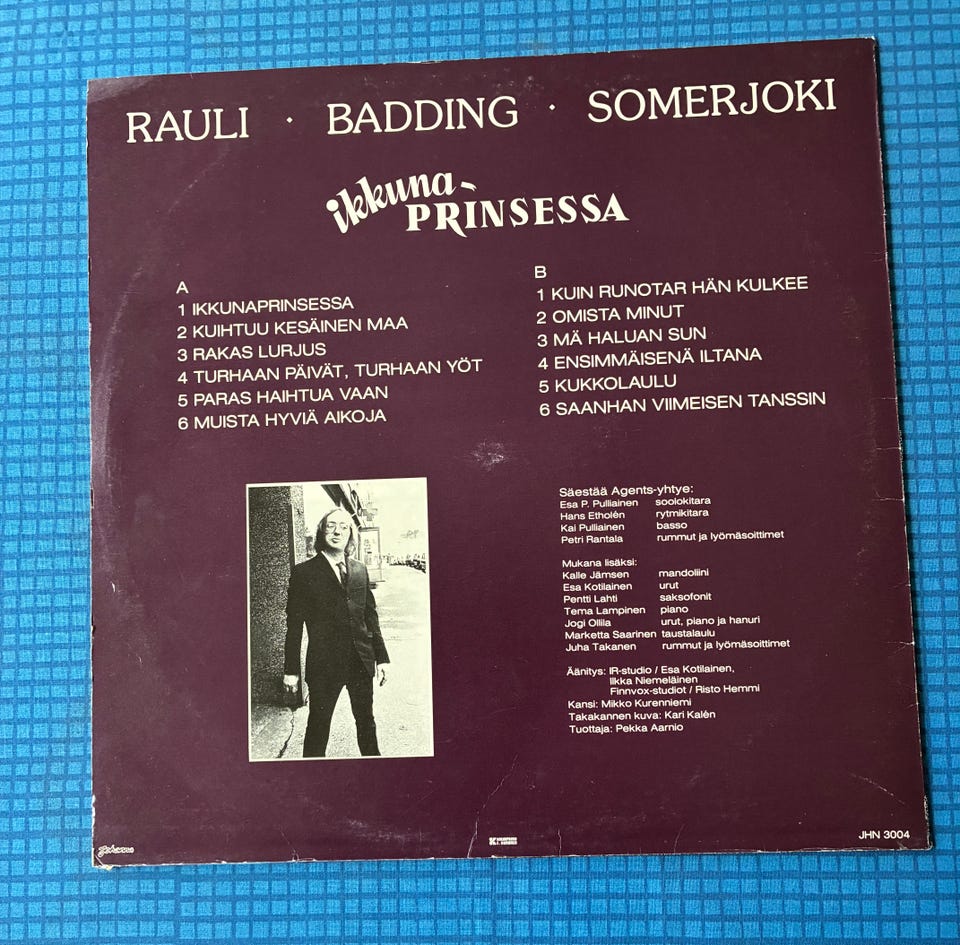 RAULI · BADDING · SOMERJOKI
ikkuna-
PRINSESSA
A
1 IKKUNAPRINSESSA
2 KUIHTUU KESÄINEN MAA
3 RAKAS LURJUS
4 TURHAAN PÄIVÄT, TURHAAN YÖT
5 PARAS HAIHTUA VAAN
6 MUISTA HYVIÄ AIKOJA
B
1 KUIN RUNOTAR HÄN KULKEE
2 OMISTA MINUT
3 MÄ HALUAN SUN
4 ENSIMMÄISENÄ ILTANA
5 KUKKOLAULU
6 SAANHAN VIIMEISEN TANSSIN
Säestää Agents-yhtye:
Esa P. Pulliainen soolokitara
Hans Etholén rytmikitara
Kai Pulliainen basso
Petri Rantala rummut ja lyömäsoittimet
Mukana lisäksi:
Kalle Jämsen mandoliini
Esa Kotilainen urut
Pentti Lahti saksofonit
Tema Lampinen piano
Jogi Ollila urut, piano ja hanuri
Marketta Saarinen taustalaulu
Juha Takanen rummut ja lyömäsoittimet
Äänitys: IR-studio / Esa Kotilainen,
Ilkka Niemeläinen
Finnvox-studiot / Risto Hemmi
Kansi: Mikko Kurenniemi
Takakannen kuva: Kari Kalén
Tuottaja: Pekka Aarnio
Johanna
JHN 3004